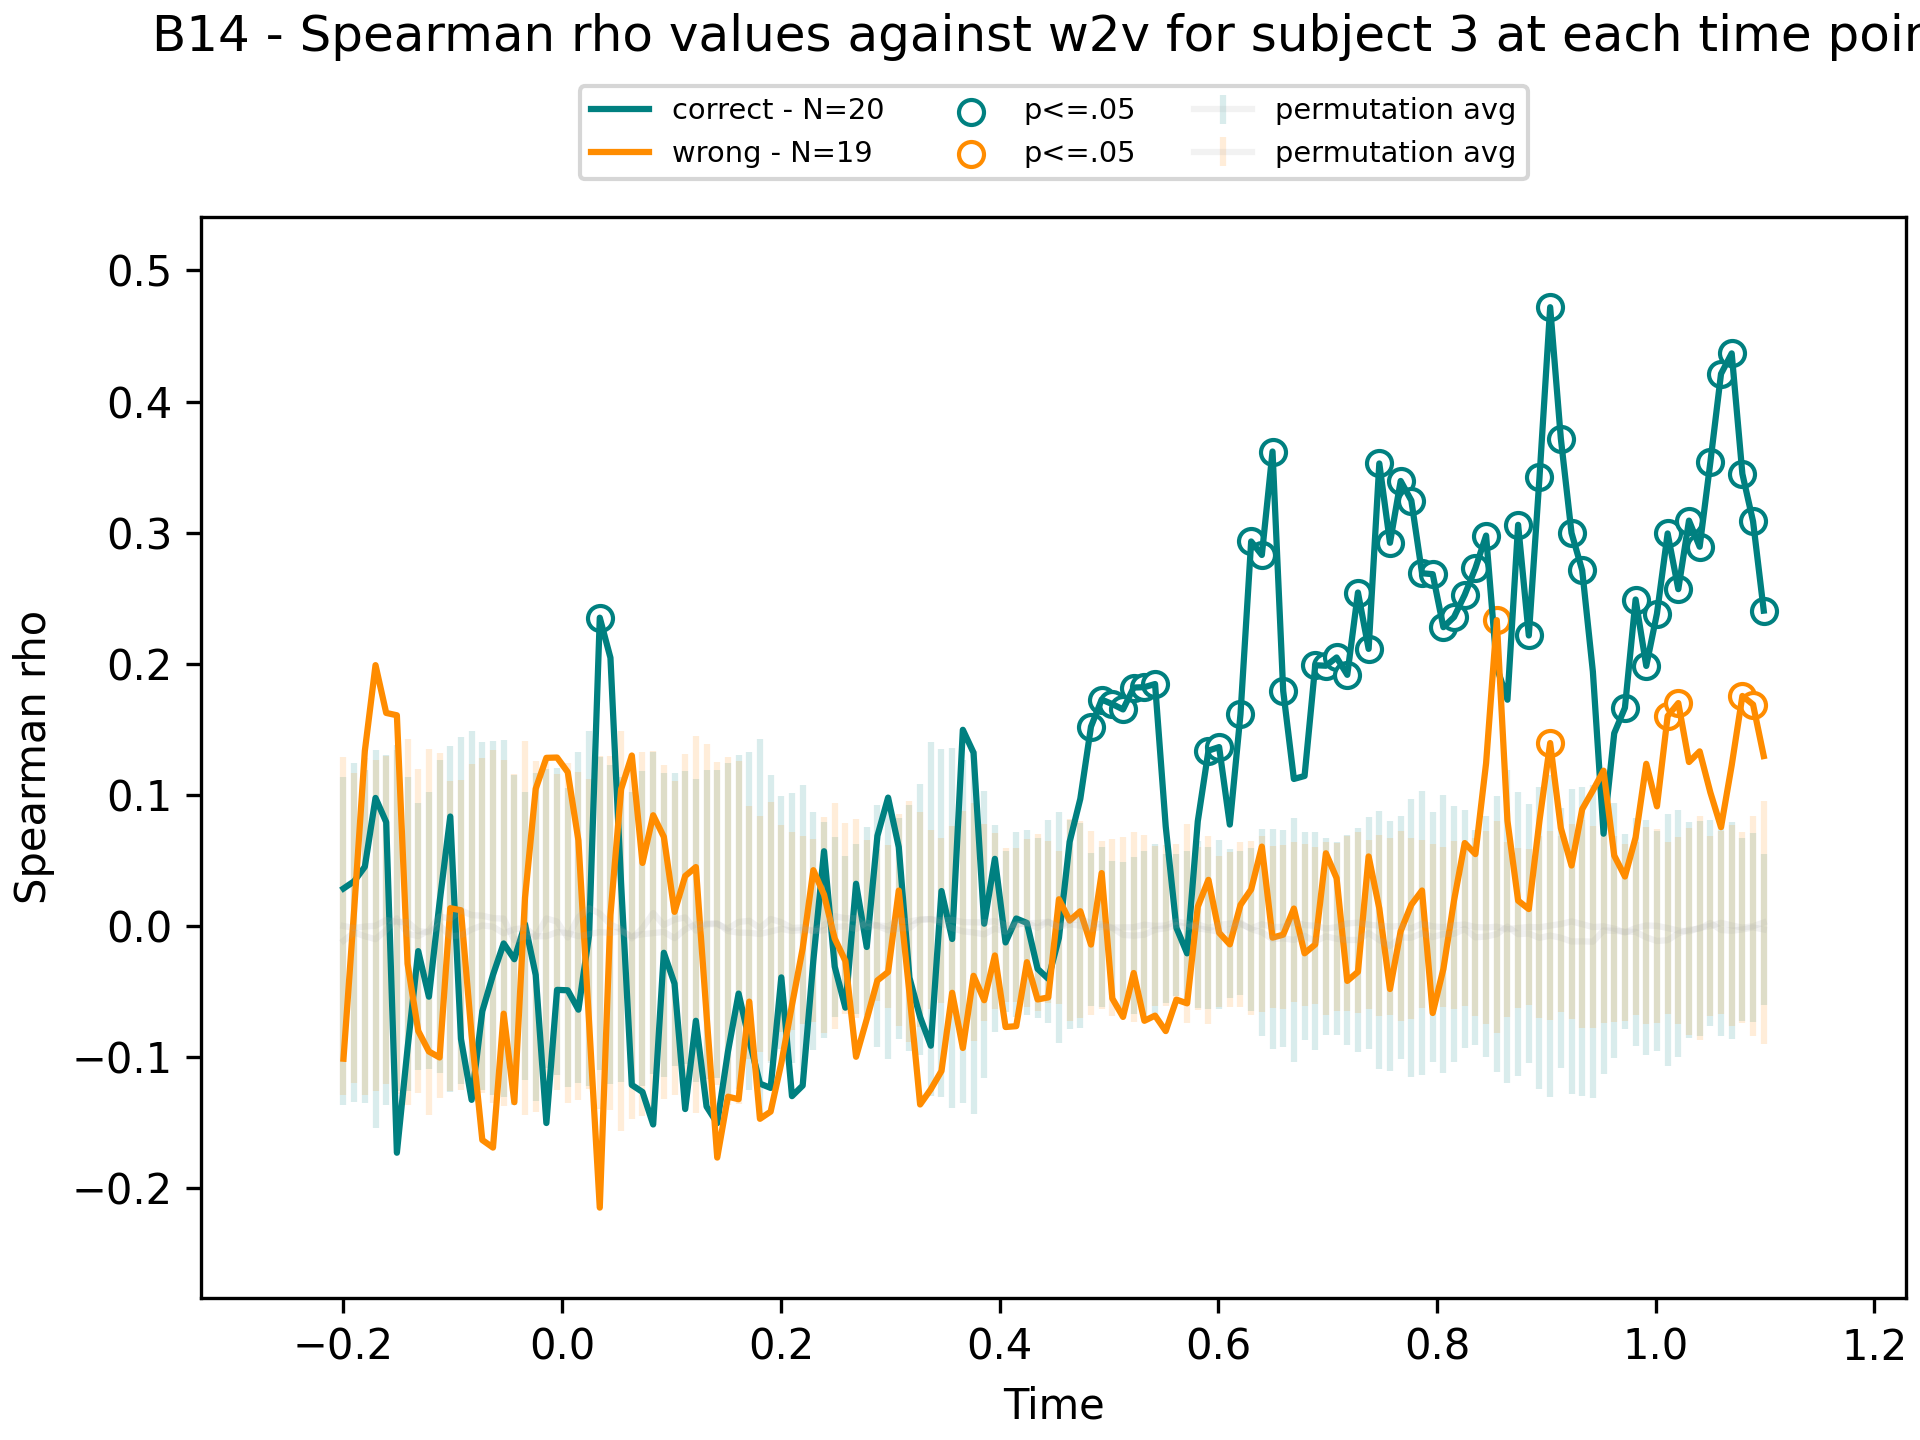 B14 - Spearman rho values against w2v for subject 3 at each time
correct - N=20 p<=.05 permutation avg
wrong - N=19 p<=.05 permutation avg
0.5
0.4
0.3
0.2
0.1
0.0
−0.1
−0.2
Spearman rho
−0.2 0.0 0.2 0.4 0.6 0.8 1.0 1.2
Time